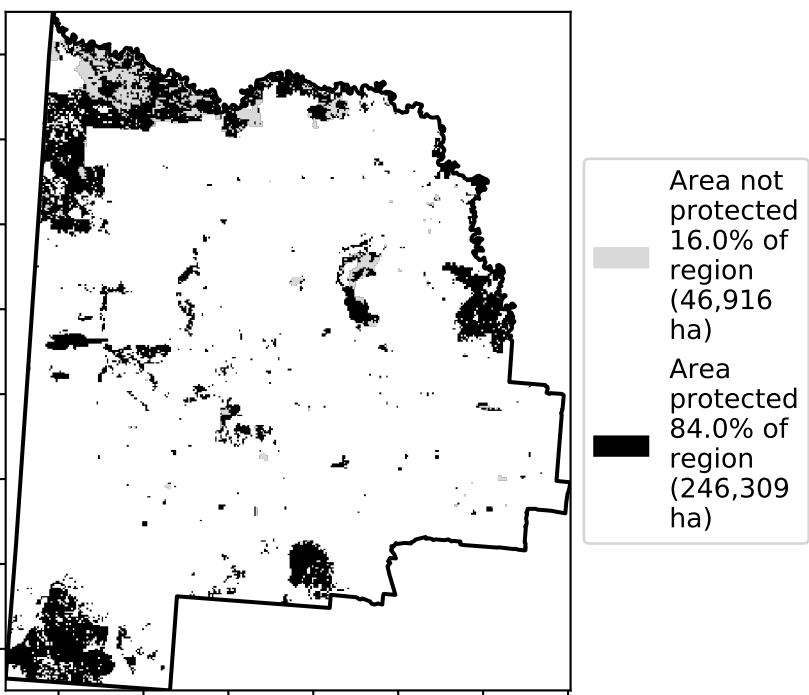 Area not
protected
16.0% of
region
(46,916
ha)
Area
protected
84.0% of
region
(246,309
ha)